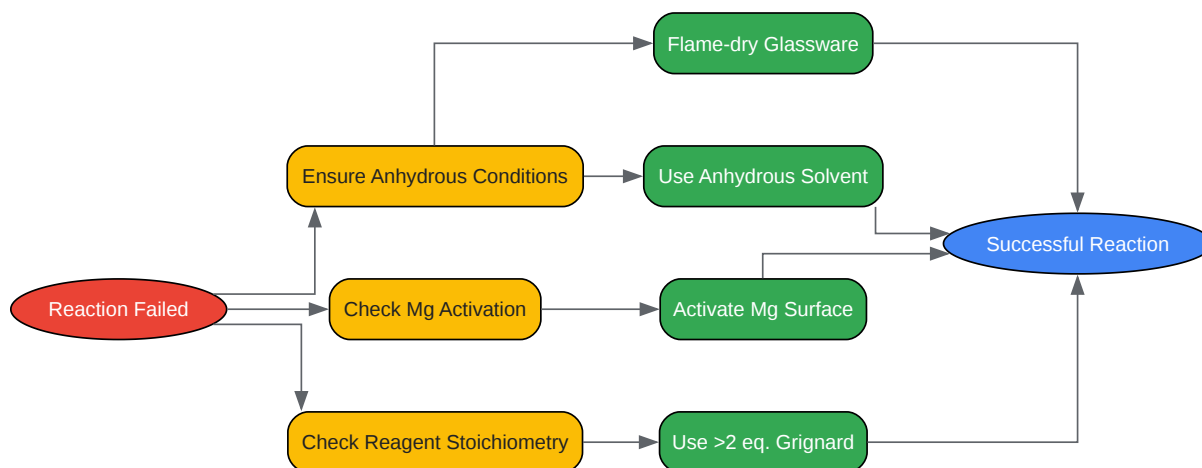 Flame-dry Glassware
Ensure Anhydrous Conditions
Use Anhydrous Solvent
Successful Reaction
Reaction Failed
Check Mg Activation
Activate Mg Surface
Check Reagent Stoichiometry
Use >2 eq. Grignard